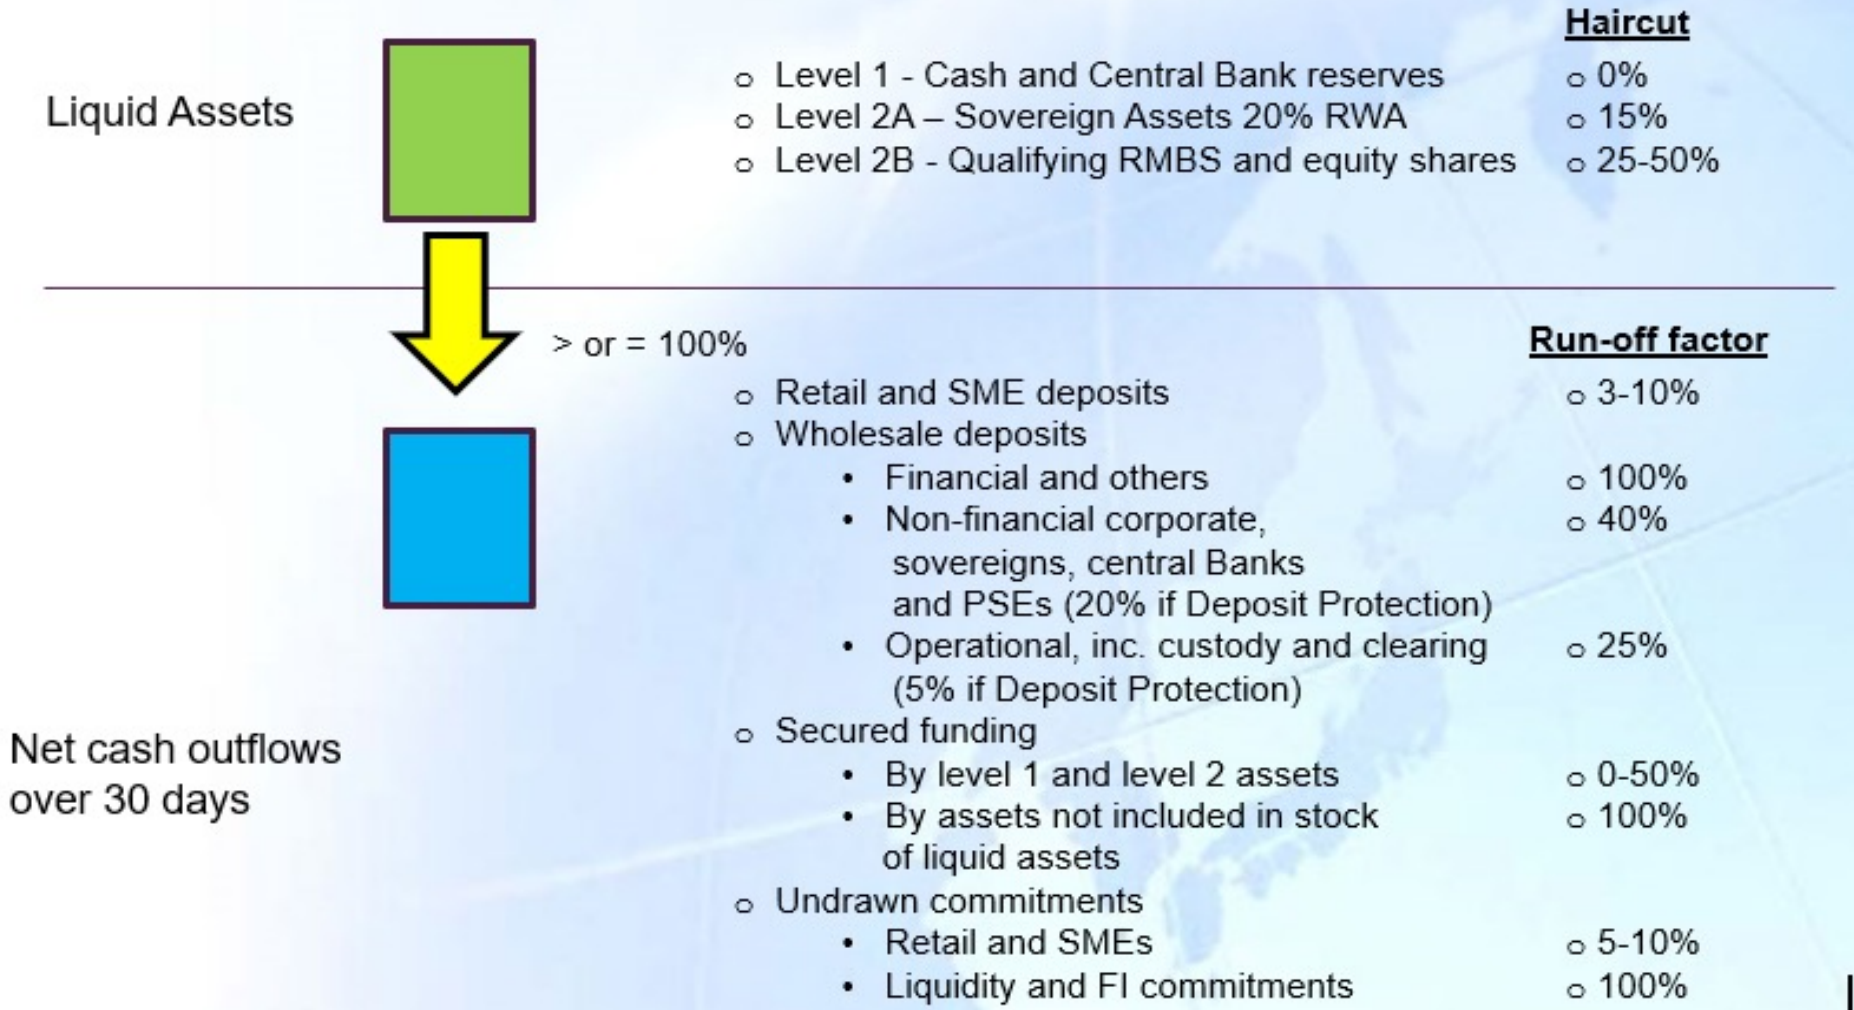 Haircut
Liquid Assets
o Level 1 - Cash and Central Bank reserves o 0%
o Level 2A – Sovereign Assets 20% RWA o 15%
o Level 2B - Qualifying RMBS and equity shares o 25-50%
> or = 100%
Run-off factor
o Retail and SME deposits o 3-10%
o Wholesale deposits
• Financial and others o 100%
• Non-financial corporate, o 40%
sovereigns, central Banks
and PSEs (20% if Deposit Protection)
• Operational, inc. custody and clearing o 25%
(5% if Deposit Protection)
Net cash outflows
over 30 days
o Secured funding
• By level 1 and level 2 assets o 0-50%
• By assets not included in stock o 100%
of liquid assets
o Undrawn commitments
• Retail and SMEs o 5-10%
• Liquidity and FI commitments o 100%